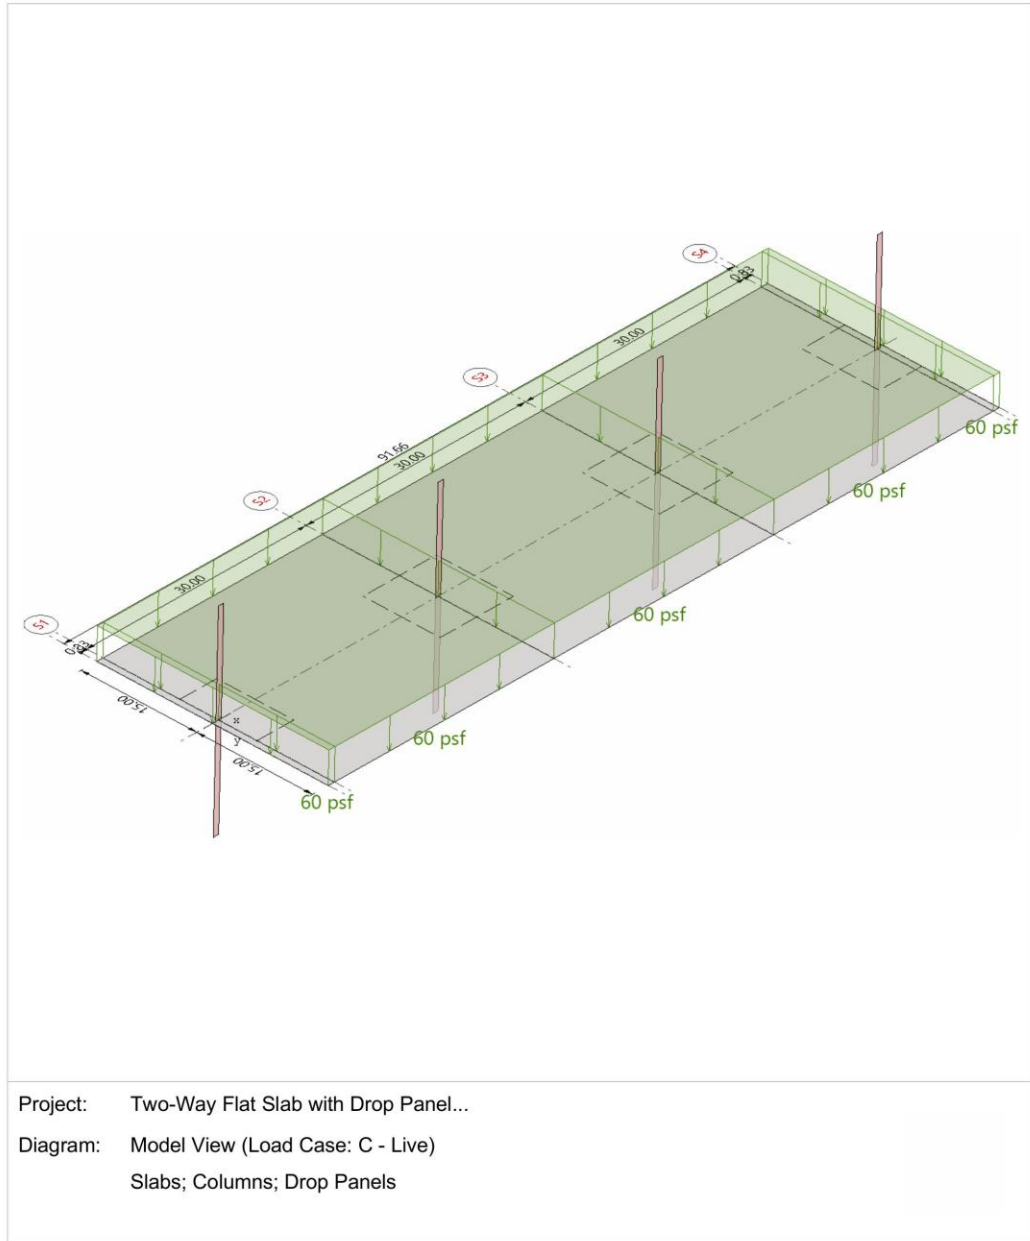 S4
0.83
30.00
S3
91.66
30.00
S2
30.00
S1
0.83
15.00
x
y
15.00
60 psf
60 psf
60 psf
60 psf
60 psf
Project: Two-Way Flat Slab with Drop Panel...
Diagram: Model View (Load Case: C - Live)
Slabs; Columns; Drop Panels